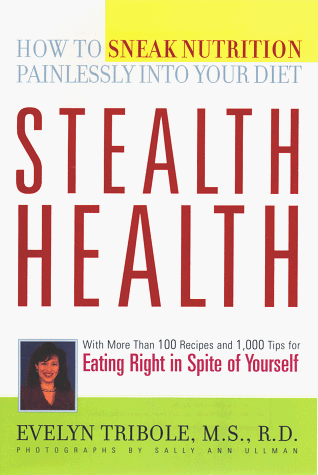 HOW TO SNEAK NUTRITION
PAINLESSLY INTO YOUR DIET
STEALTH
HEALTH
With More Than 100 Recipes and 1,000 Tips for
Eating Right in Spite of Yourself
EVELYN TRIBOLE, M.S., R.D.
PHOTOGRAPHS BY SALLY ANN ULLMAN